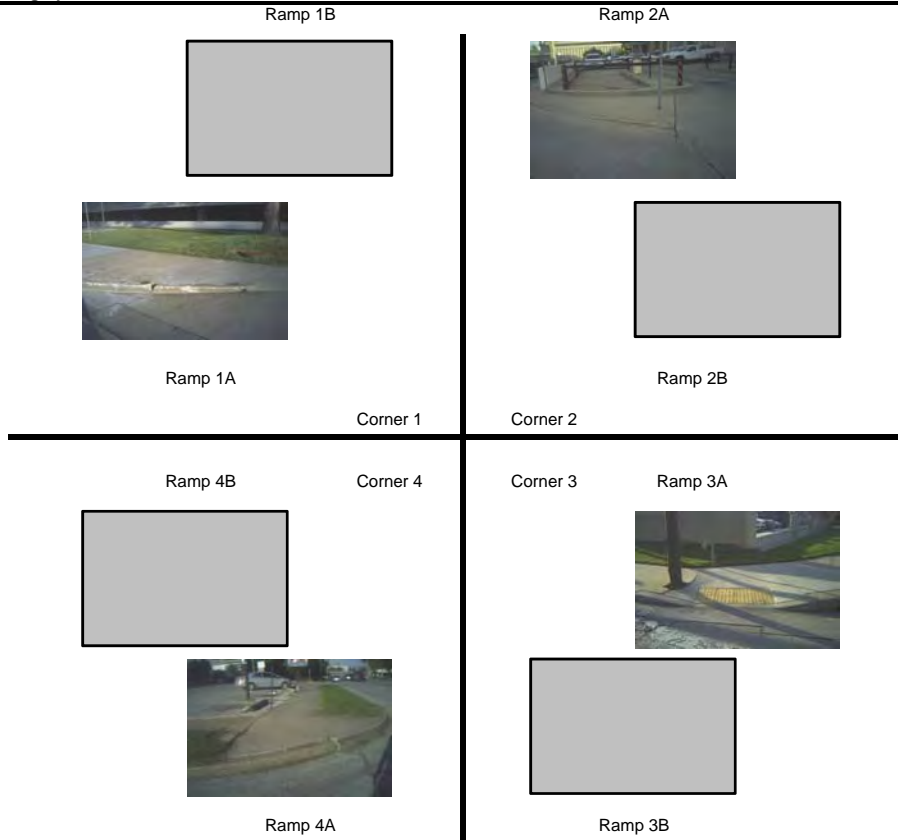 Ramp 1B
Ramp 2A
Ramp 1A
Ramp 2B
Corner 1
Corner 2
Ramp 4B
Corner 4
Corner 3
Ramp 3A
Ramp 4A
Ramp 3B